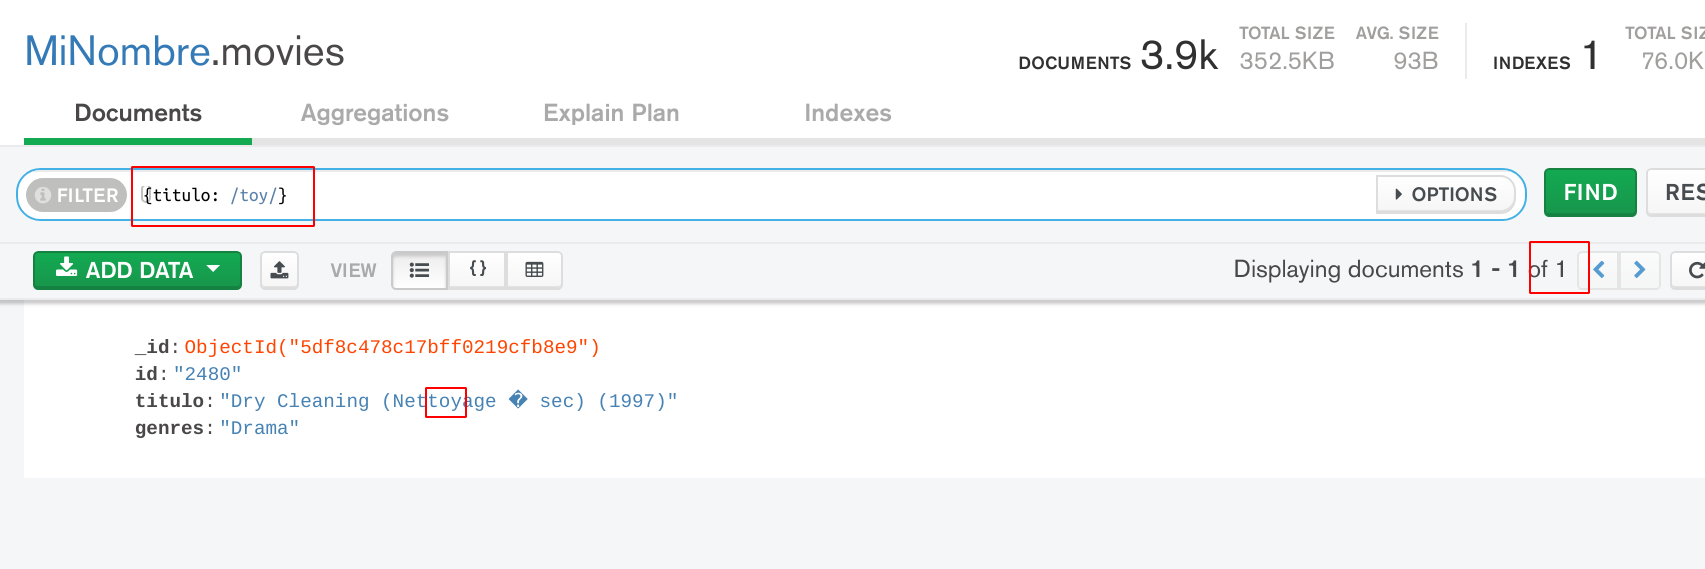 MiNombre.movies
DOCUMENTS 3.9k
TOTAL SIZE
352.5KB
AVG. SIZE
93B
INDEXES 1
TOTAL SIZ
76.0K
Documents
Aggregations
Explain Plan
Indexes
FILTER
{titulo: /toy/}
OPTIONS
FIND
RES
ADD DATA
VIEW
{}
Displaying documents 1 - 1 of 1
_id: ObjectId("5df8c478c17bff0219cfb8e9")
id: "2480"
titulo: "Dry Cleaning (Nettoyage � sec) (1997)"
genres: "Drama"